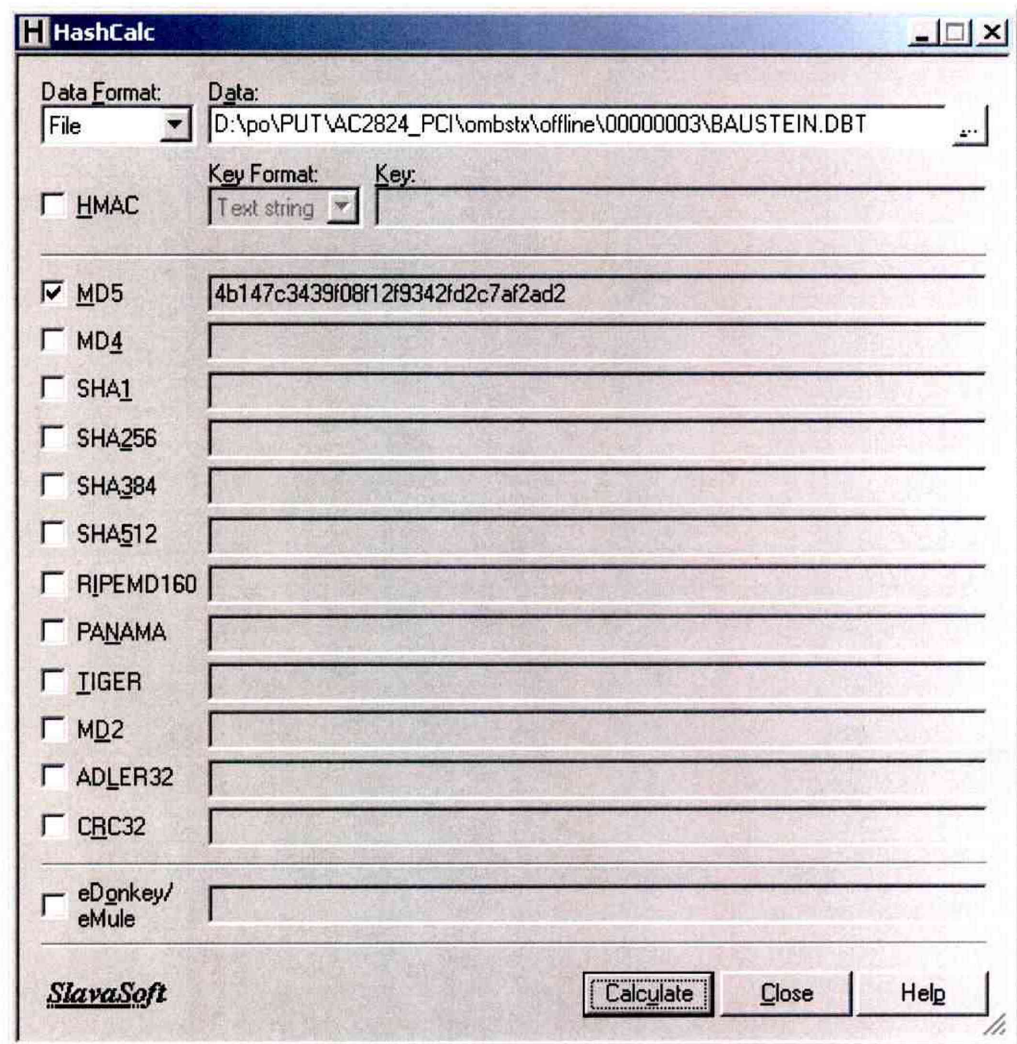 HashCalc
Data Format: Data:
File D:\po\PUT\AC2824_PCI\ombstx\offline\00000003\BAUSTEIN.DBT ...
Key Format: Key:
HMAC Text string
MD5 4b147c3439f08f12f9342fd2c7af2ad2
MD4
SHA1
SHA256
SHA384
SHA512
RIPEMD160
PANAMA
TIGER
MD2
ADLER32
CRC32
eDonkey/
eMule
SlavaSoft Calculate Close Help